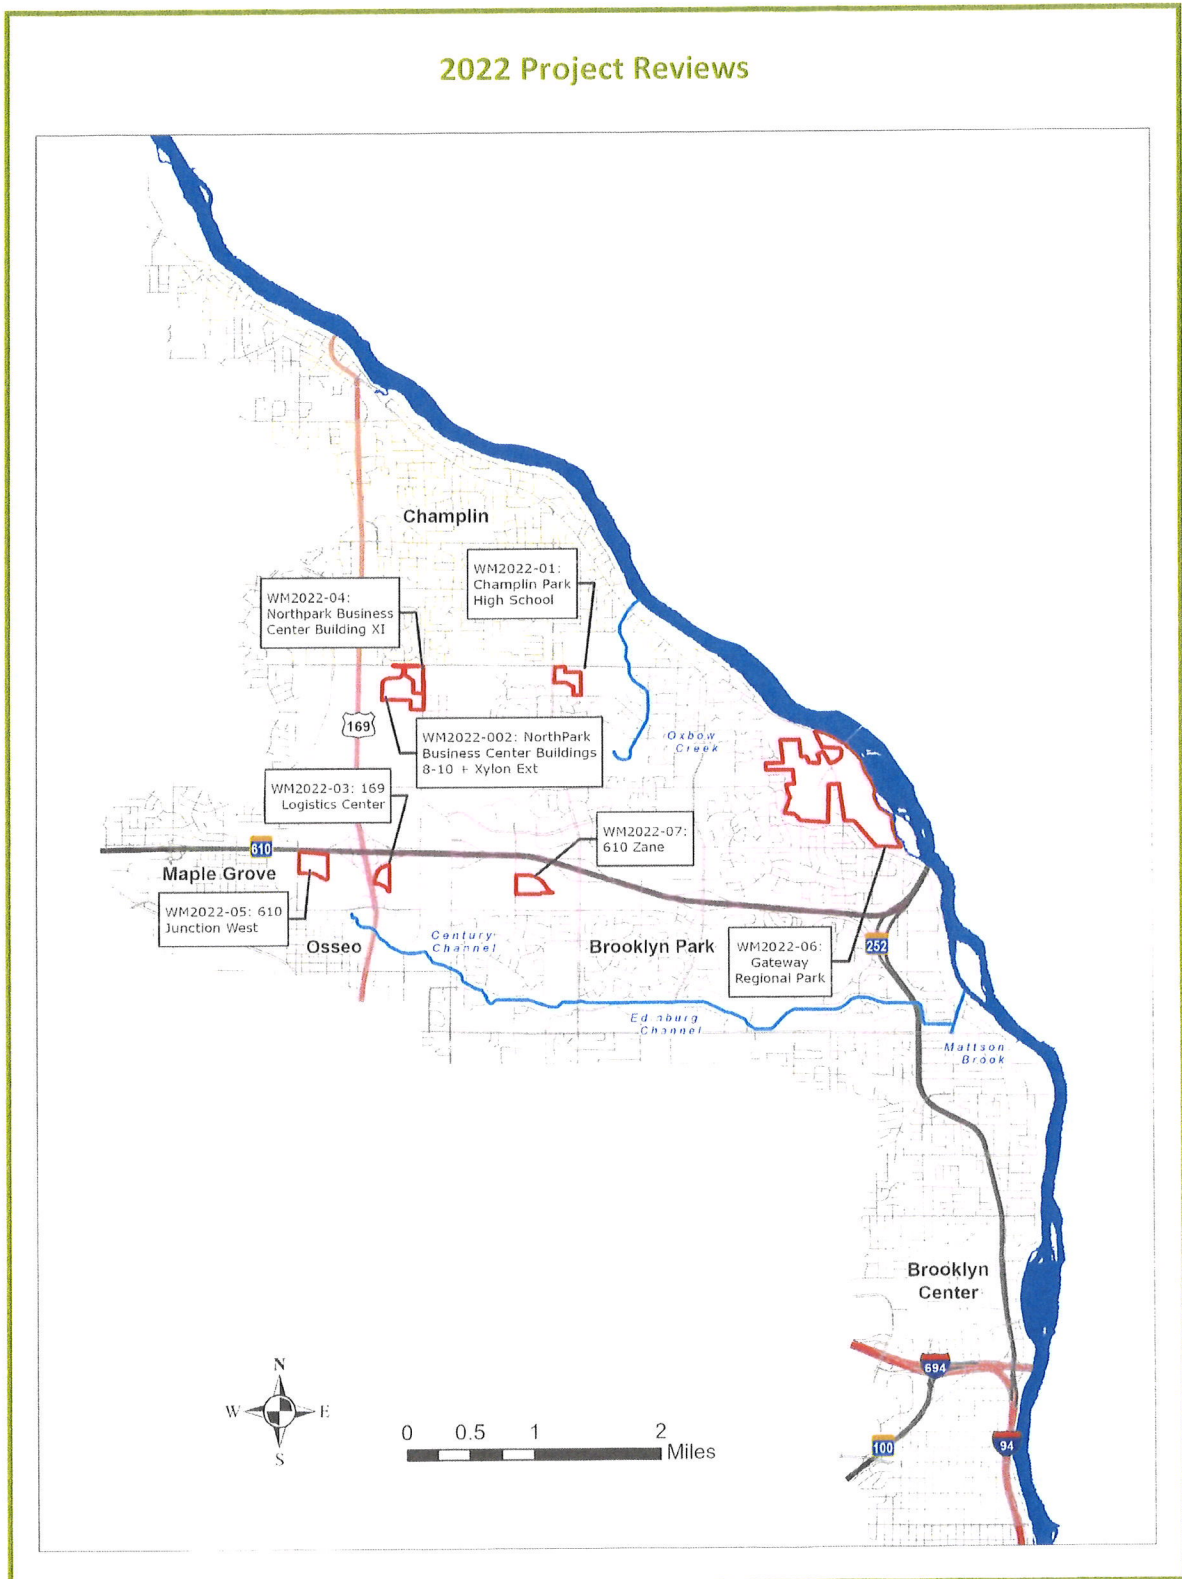 2022 Project Reviews
Champlin
WM2022-01:
Champlin Park
High School
WM2022-04:
Northpark Business
Center Building XI
169
WM2022-002: NorthPark
Business Center Buildings
8-10 + Xylon Ext
Oxbow
Creek
WM2022-03: 169
Logistics Center
WM2022-07:
610 Zane
610
Maple Grove
WM2022-05: 610
Junction West
Osseo
Century
Channel
Brooklyn Park
WM2022-06:
Gateway
Regional Park
252
Ed nburg
Channel
Mattson
Brook
Brooklyn
Center
694
100
94
N
W E
S
0 0.5 1 2
Miles